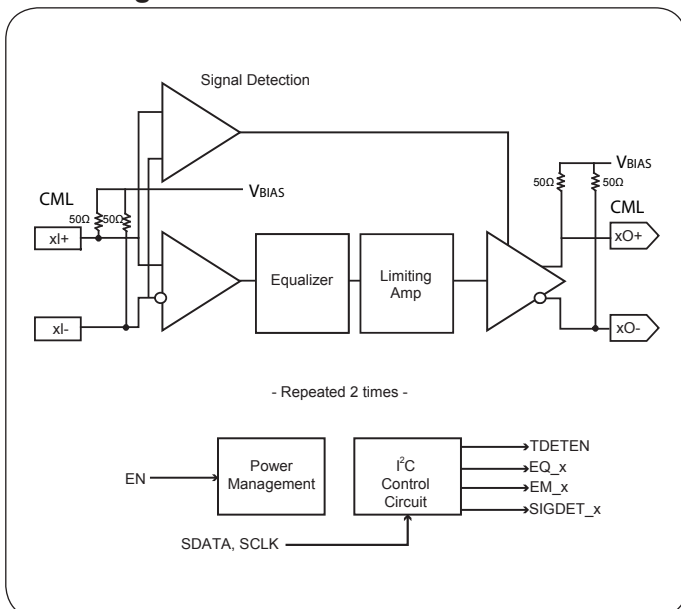 Signal Detection
VBIAS
50Ω
50Ω
CML
VBIAS
CML
50Ω
50Ω
xI+
xO+
Equalizer
Limiting
Amp
xI-
xO-
- Repeated 2 times -
TDETEN
Power
Management
I²C
Control
Circuit
EN
EQ_x
EM_x
SIGDET_x
SDATA, SCLK